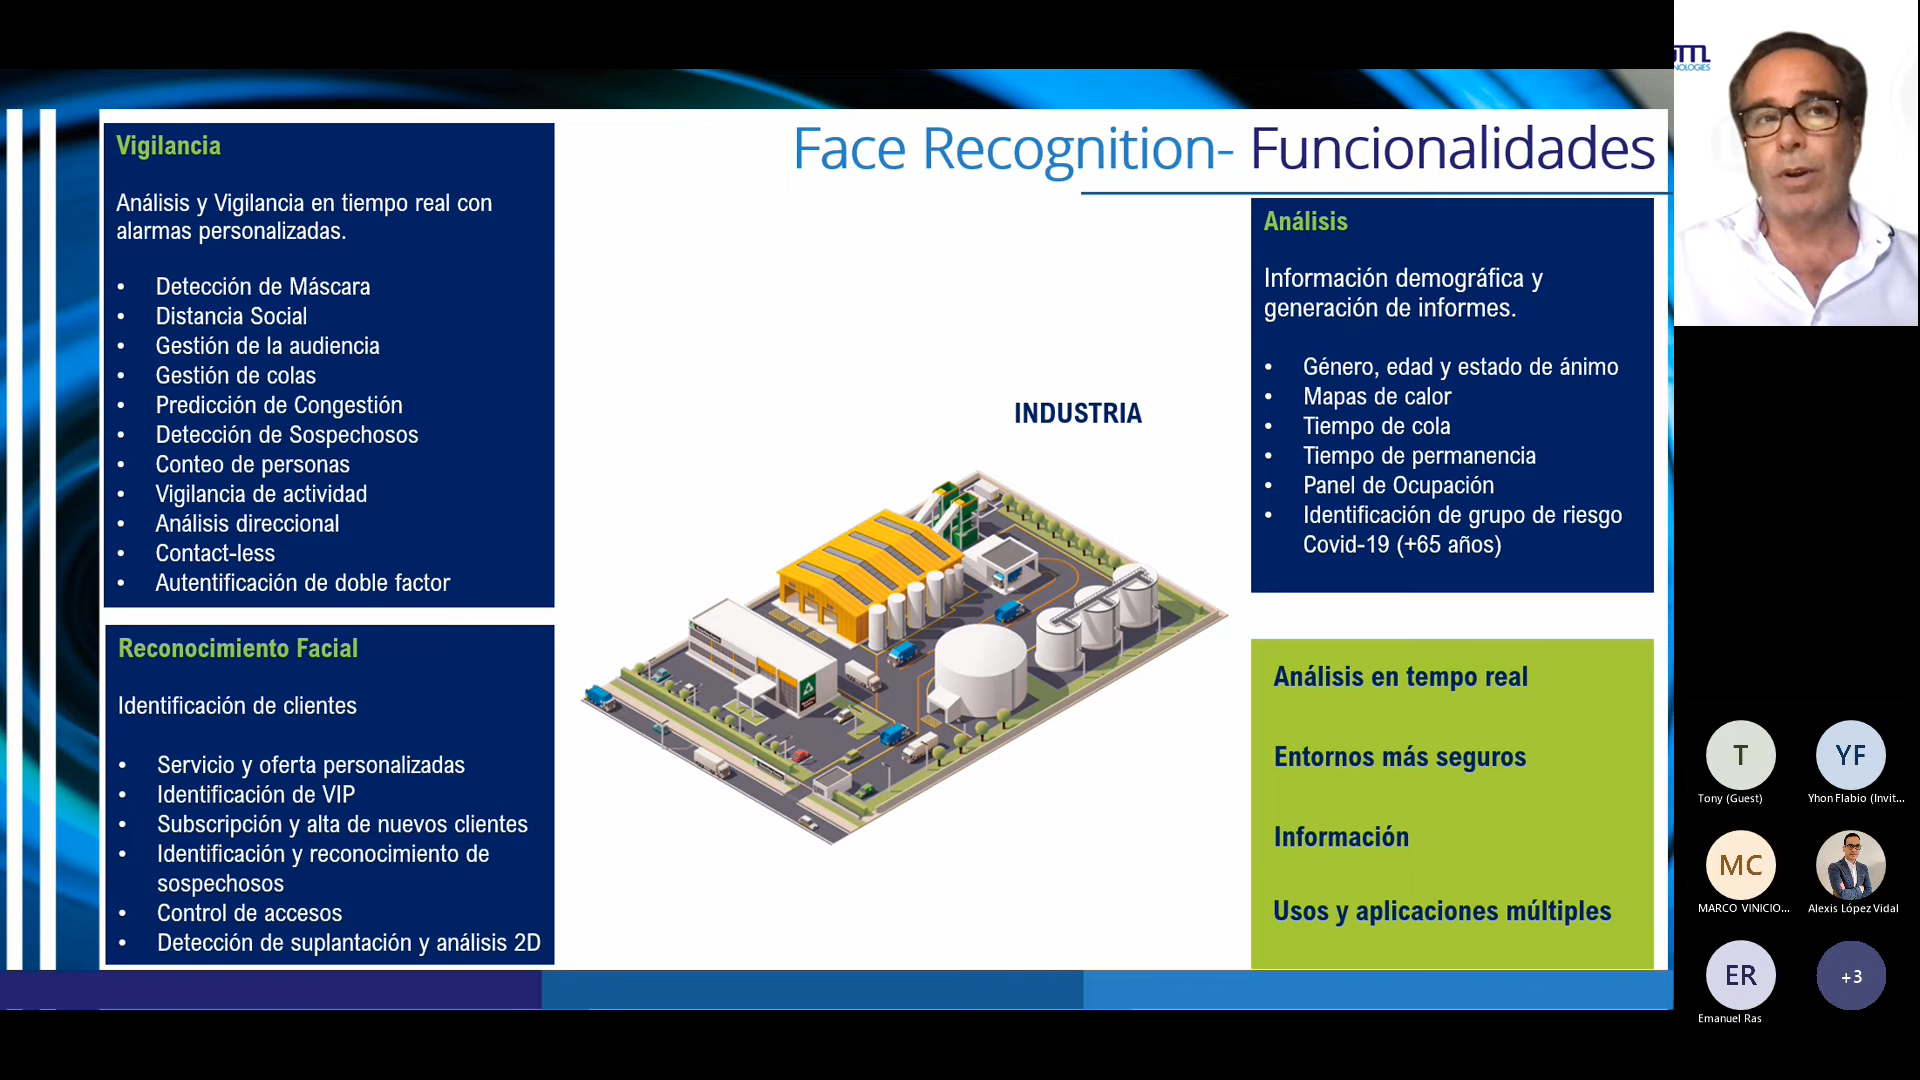 Face Recognition- Funcionalidades
Vigilancia
Análisis y Vigilancia en tiempo real con
alarmas personalizadas.
• Detección de Máscara
• Distancia Social
• Gestión de la audiencia
• Gestión de colas
• Predicción de Congestión
• Detección de Sospechosos
• Conteo de personas
• Vigilancia de actividad
• Análisis direccional
• Contact-less
• Autentificación de doble factor
Reconocimiento Facial
Identificación de clientes
• Servicio y oferta personalizadas
• Identificación de VIP
• Subscripción y alta de nuevos clientes
• Identificación y reconocimiento de
sospechosos
• Control de accesos
• Detección de suplantación y análisis 2D
INDUSTRIA
Análisis
Información demográfica y
generación de informes.
• Género, edad y estado de ánimo
• Mapas de calor
• Tiempo de cola
• Tiempo de permanencia
• Panel de Ocupación
• Identificación de grupo de riesgo
Covid-19 (+65 años)
Análisis en tempo real
Entornos más seguros
Información
Usos y aplicaciones múltiples
NOLOGIES
T
Tony (Guest)
YF
Yhon Flabio (Invit...
MC
MARCO VINICIO...
Alexis López Vidal
ER
Emanuel Ras
+3